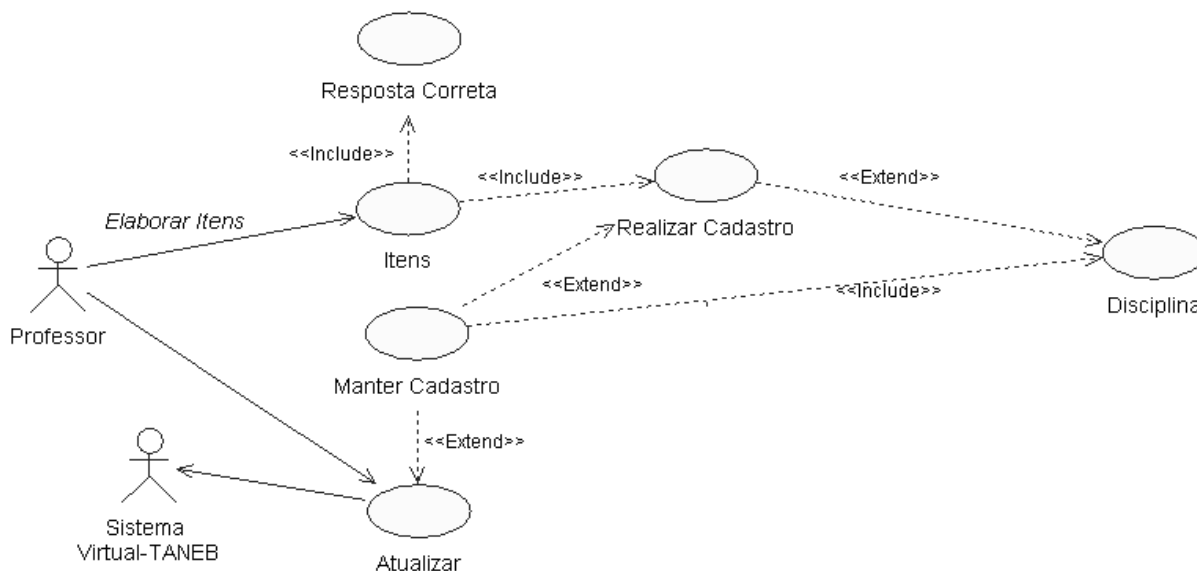 Resposta Correta
<<Include>>
<<Include>>
<<Extend>>
Elaborar Itens
Realizar Cadastro
Itens
<<Extend>>
<<Include>>
Disciplina
Professor
Manter Cadastro
<<Extend>>
Sistema
Virtual-TANEB
Atualizar